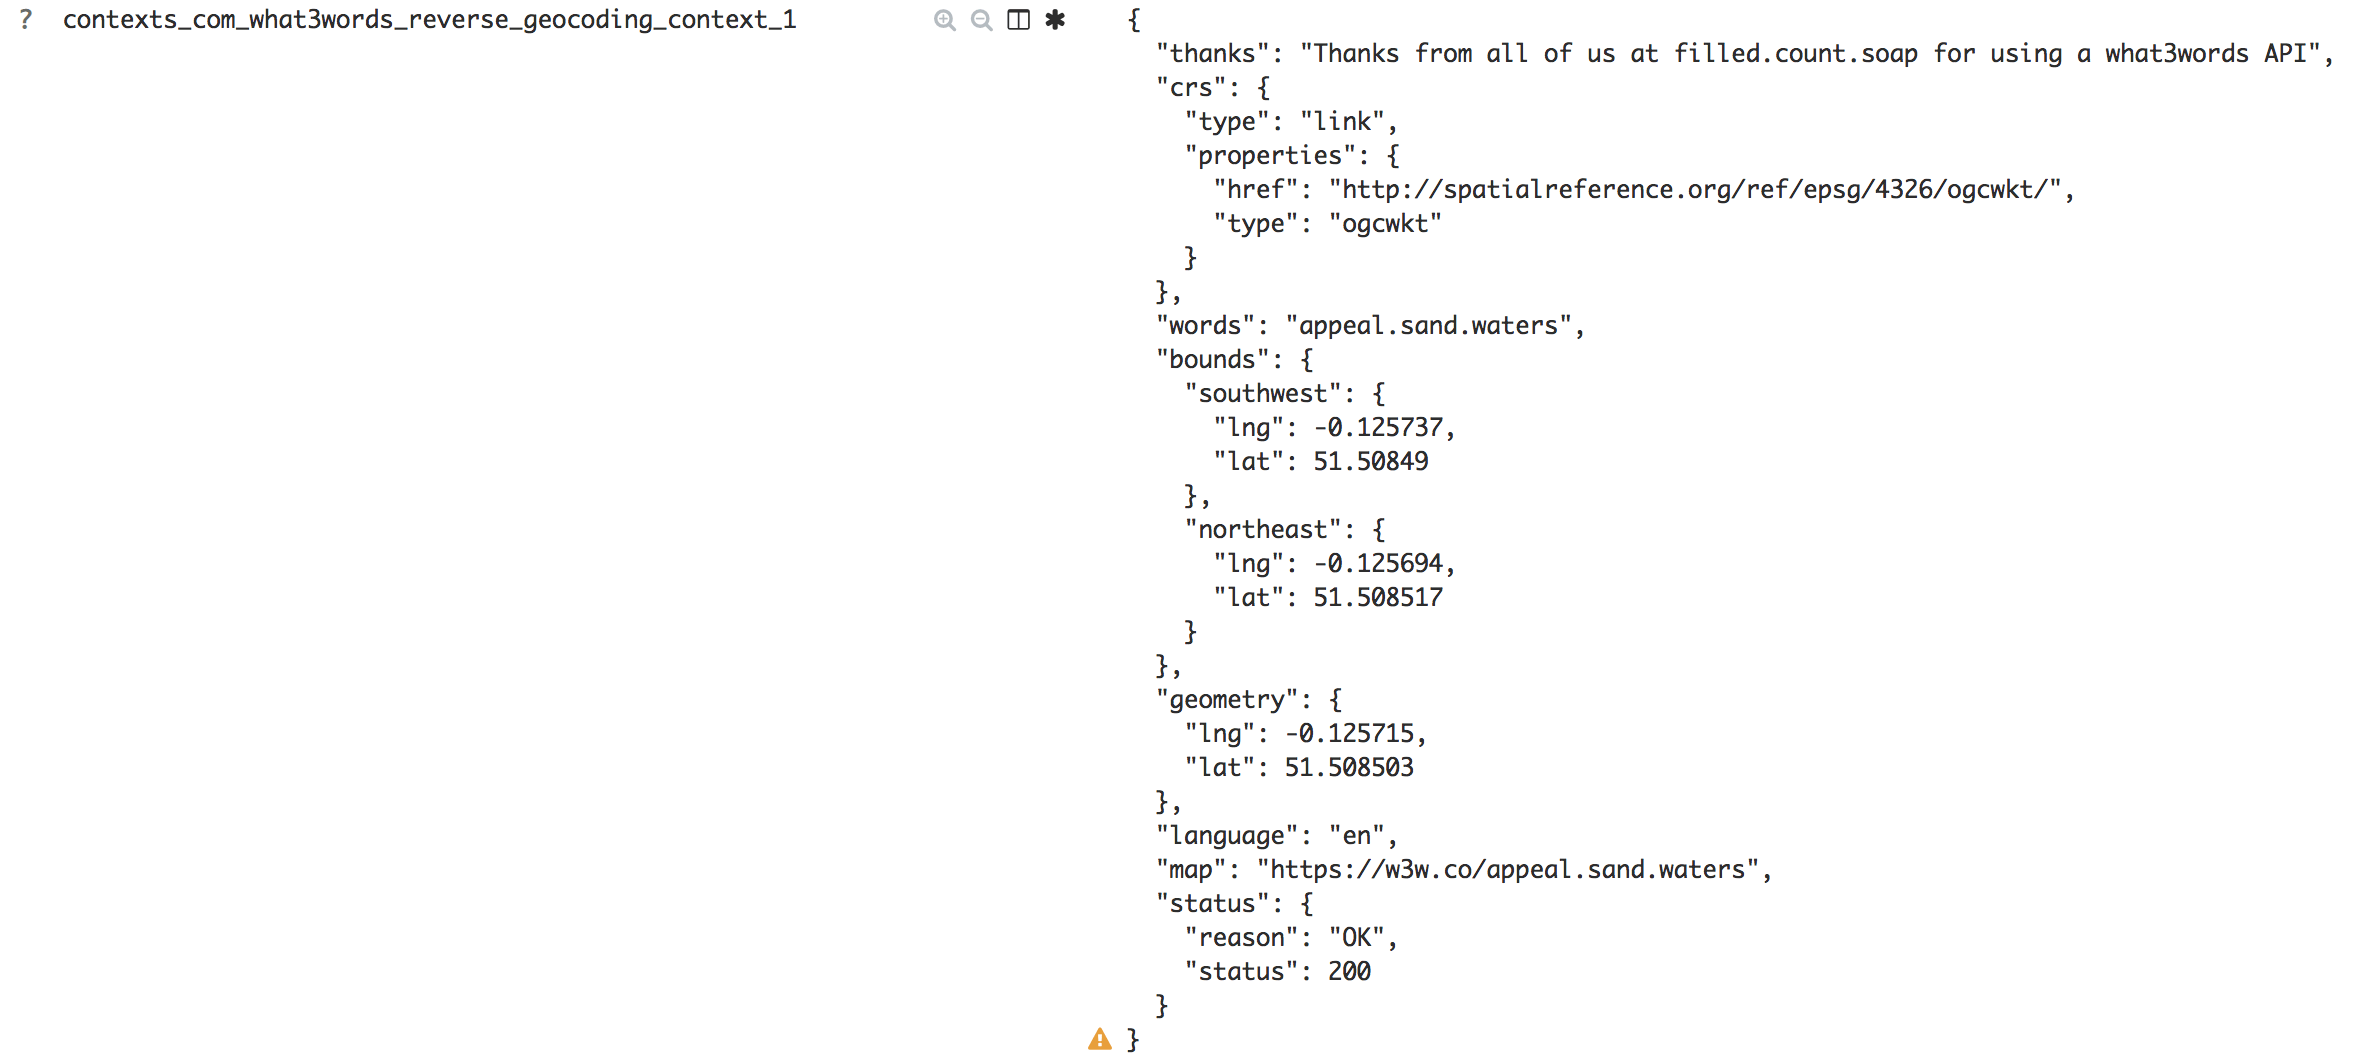 ? contexts_com_what3words_reverse_geocoding_context_1
{
  "thanks": "Thanks from all of us at filled.count.soap for using a what3words API",
  "crs": {
    "type": "link",
    "properties": {
      "href": "http://spatialreference.org/ref/epsg/4326/ogcwkt/",
      "type": "ogcwkt"
    }
  },
  "words": "appeal.sand.waters",
  "bounds": {
    "southwest": {
      "lng": -0.125737,
      "lat": 51.50849
    },
    "northeast": {
      "lng": -0.125694,
      "lat": 51.508517
    }
  },
  "geometry": {
    "lng": -0.125715,
    "lat": 51.508503
  },
  "language": "en",
  "map": "https://w3w.co/appeal.sand.waters",
  "status": {
    "reason": "OK",
    "status": 200
  }
}